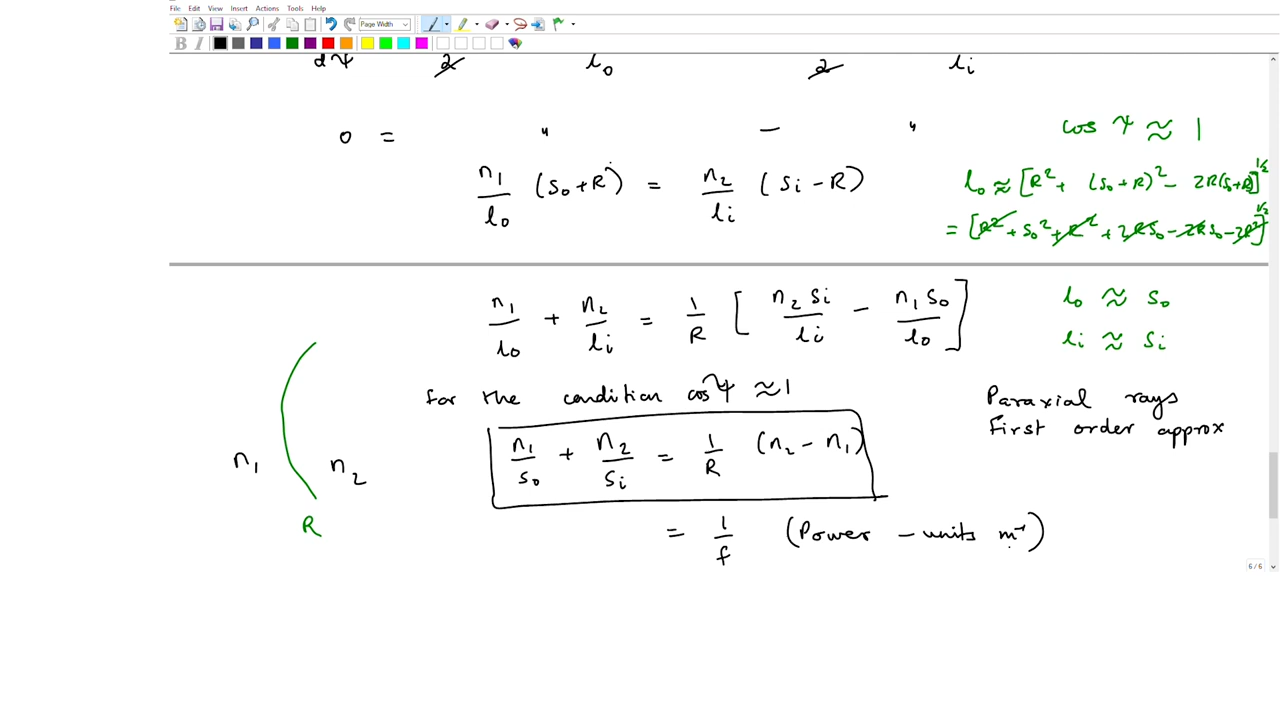 File Edit View Insert Actions Tools Help
Page Width
B I
dψ 2 l₀ 2 lᵢ
0 = " − "
cos ψ ≈ 1
n₁/l₀ (s₀+R) = n₂/lᵢ (sᵢ−R)
l₀ ≈ [R² + (s₀+R)² − 2R(s₀+R)]^1/2
= [R² + s₀² + R² + 2Rs₀ − 2Rs₀ − 2R²]^1/2
n₁/l₀ + n₂/lᵢ = 1/R [n₂sᵢ/lᵢ − n₁s₀/l₀]
l₀ ≈ s₀
lᵢ ≈ sᵢ
for the condition cos ψ ≈ 1
Paraxial rays
First order approx
n₁/s₀ + n₂/sᵢ = 1/R (n₂ − n₁)
n₁ n₂
R
= 1/f (Power − units m⁻¹)
6 / 6